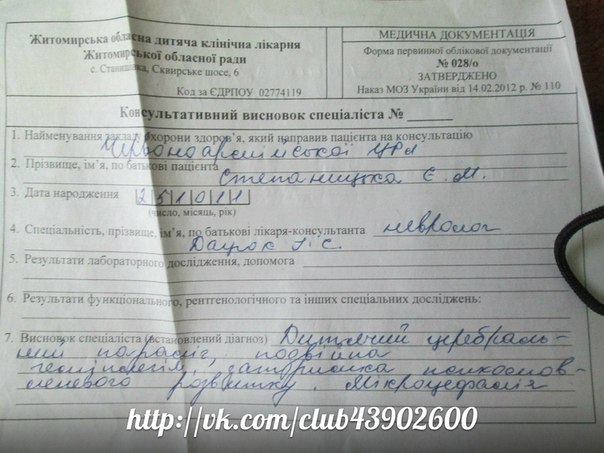 Житомирська обласна дитяча клінічна лікарня
Житомирської обласної ради
с. Станишівка, Сквирське шосе, 6
Код за ЄДРПОУ 02774119
МЕДИЧНА ДОКУМЕНТАЦІЯ
Форма первинної облікової документації
№ 028/о
ЗАТВЕРДЖЕНО
Наказ МОЗ України від 14.02.2012 р. № 110
Консультативний висновок спеціаліста №
1. Найменування закладу охорони здоров'я, який направив пацієнта на консультацію
Червоноармійської ЦРЛ
2. Прізвище, ім'я, по батькові пацієнта
Степаницька Є. М.
3. Дата народження 251011
(число, місяць, рік)
4. Спеціальність, прізвище, ім'я, по батькові лікаря-консультанта невролог
5. Результати лабораторного дослідження, допомога
6. Результати функціонального, рентгенологічного та інших спеціальних досліджень:
7. Висновок спеціаліста (встановлений діагноз) Дитячий церебраль-
ний параліч, подвійна
геміплегія, затримка психомов-
леневого розвитку. Мікроцефалія
http://vk.com/club43902600